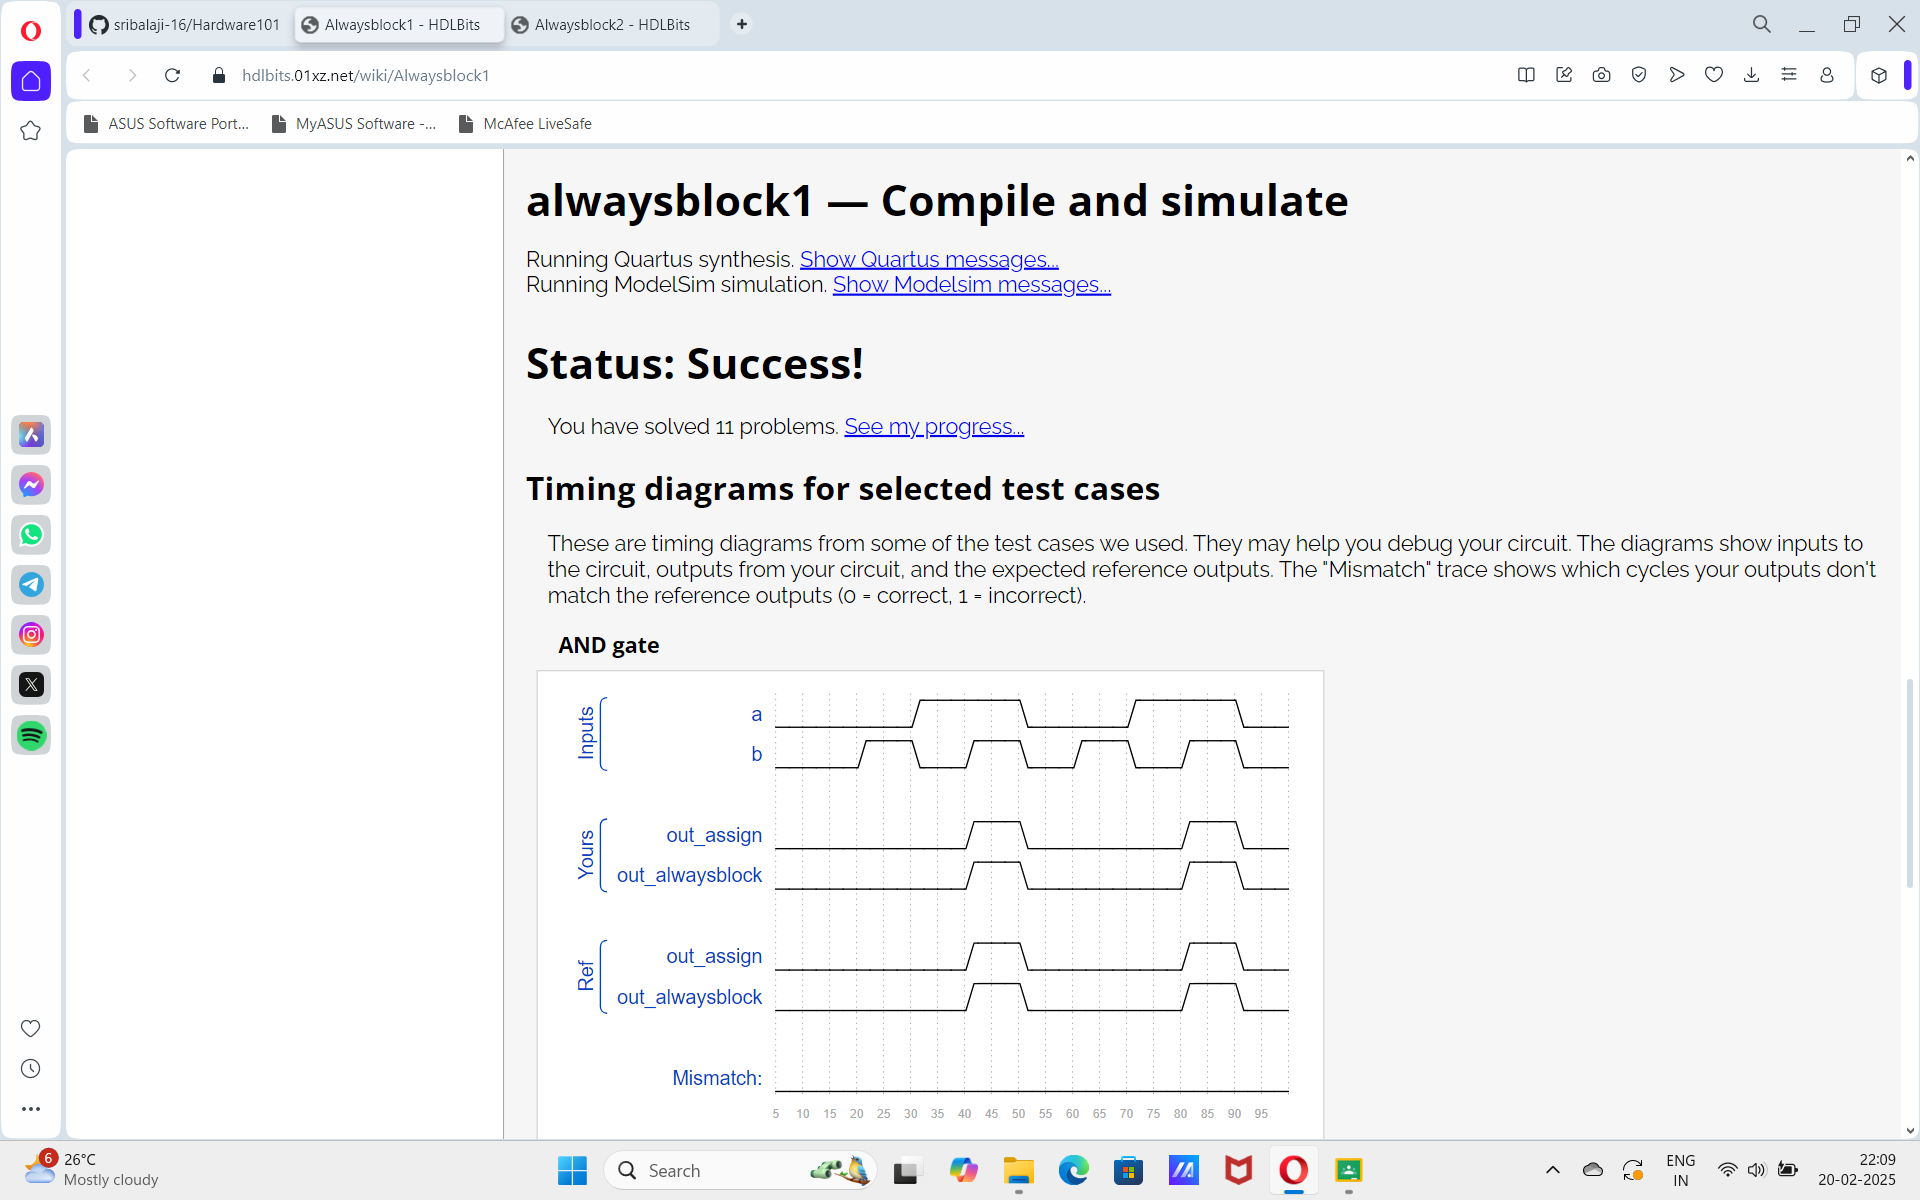 sribalaji-16/Hardware101
Alwaysblock1 - HDLBits
Alwaysblock2 - HDLBits
hdlbits.01xz.net/wiki/Alwaysblock1
ASUS Software Port...
MyASUS Software -...
McAfee LiveSafe
alwaysblock1 — Compile and simulate
Running Quartus synthesis. Show Quartus messages...
Running ModelSim simulation. Show Modelsim messages...
Status: Success!
You have solved 11 problems. See my progress...
Timing diagrams for selected test cases
These are timing diagrams from some of the test cases we used. They may help you debug your circuit. The diagrams show inputs to
the circuit, outputs from your circuit, and the expected reference outputs. The "Mismatch" trace shows which cycles your outputs don't
match the reference outputs (0 = correct, 1 = incorrect).
AND gate
Inputs
a
b
Yours
out_assign
out_alwaysblock
Ref
out_assign
out_alwaysblock
Mismatch:
5 10 15 20 25 30 35 40 45 50 55 60 65 70 75 80 85 90 95
6
26°C
Mostly cloudy
Search
ENG
IN
22:09
20-02-2025